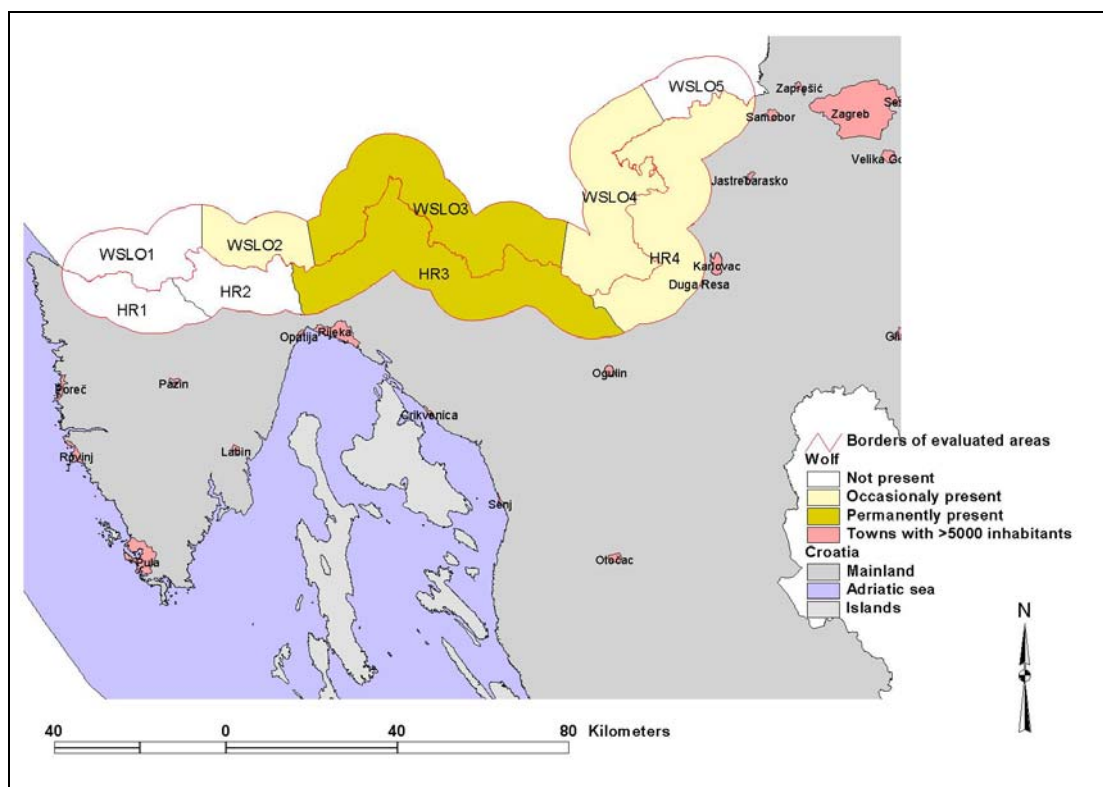 WSLO5
Zaprešić
Samobor
Zagreb
Velika Go
WSLO4
Jastrebarasko
WSLO3
WSLO1
WSLO2
HR4
Karlovac
HR3
HR2
Duga Resa
HR1
Opatija
Rijeka
Ogulin
Pazin
Poreč
Crikvenica
Labin
Rovinj
Senj
Otočac
Pula
Borders of evaluated areas
Wolf
Not present
Occasionaly present
Permanently present
Towns with >5000 inhabitants
Croatia
Mainland
Adriatic sea
Islands
N
40 0 40 80 Kilometers